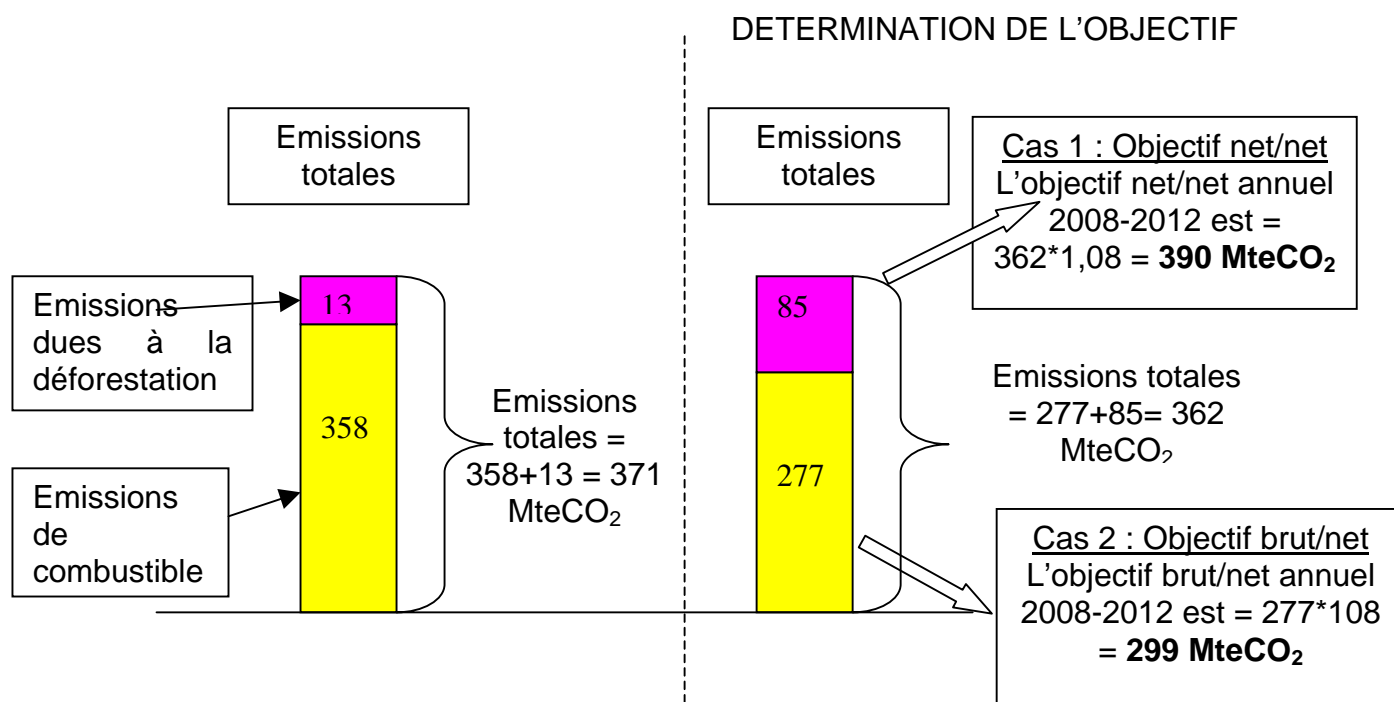 DETERMINATION DE L'OBJECTIF
Emissions
totales
Emissions
dues à la
déforestation
Emissions
de
combustible
13
358
Emissions
totales =
358+13 = 371
MteCO₂
Emissions
totales
85
277
Cas 1 : Objectif net/net
L'objectif net/net annuel
2008-2012 est =
362*1,08 = 390 MteCO₂
Emissions totales
= 277+85= 362
MteCO₂
Cas 2 : Objectif brut/net
L'objectif brut/net annuel
2008-2012 est = 277*108
= 299 MteCO₂